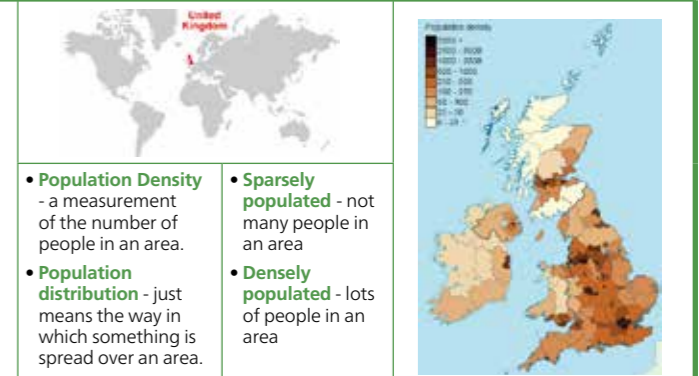 United
Kingdom
Population density
• Population Density
- a measurement
of the number of
people in an area.
• Population
distribution - just
means the way in
which something is
spread over an area.
• Sparsely
populated - not
many people in
an area
• Densely
populated - lots
of people in an
area